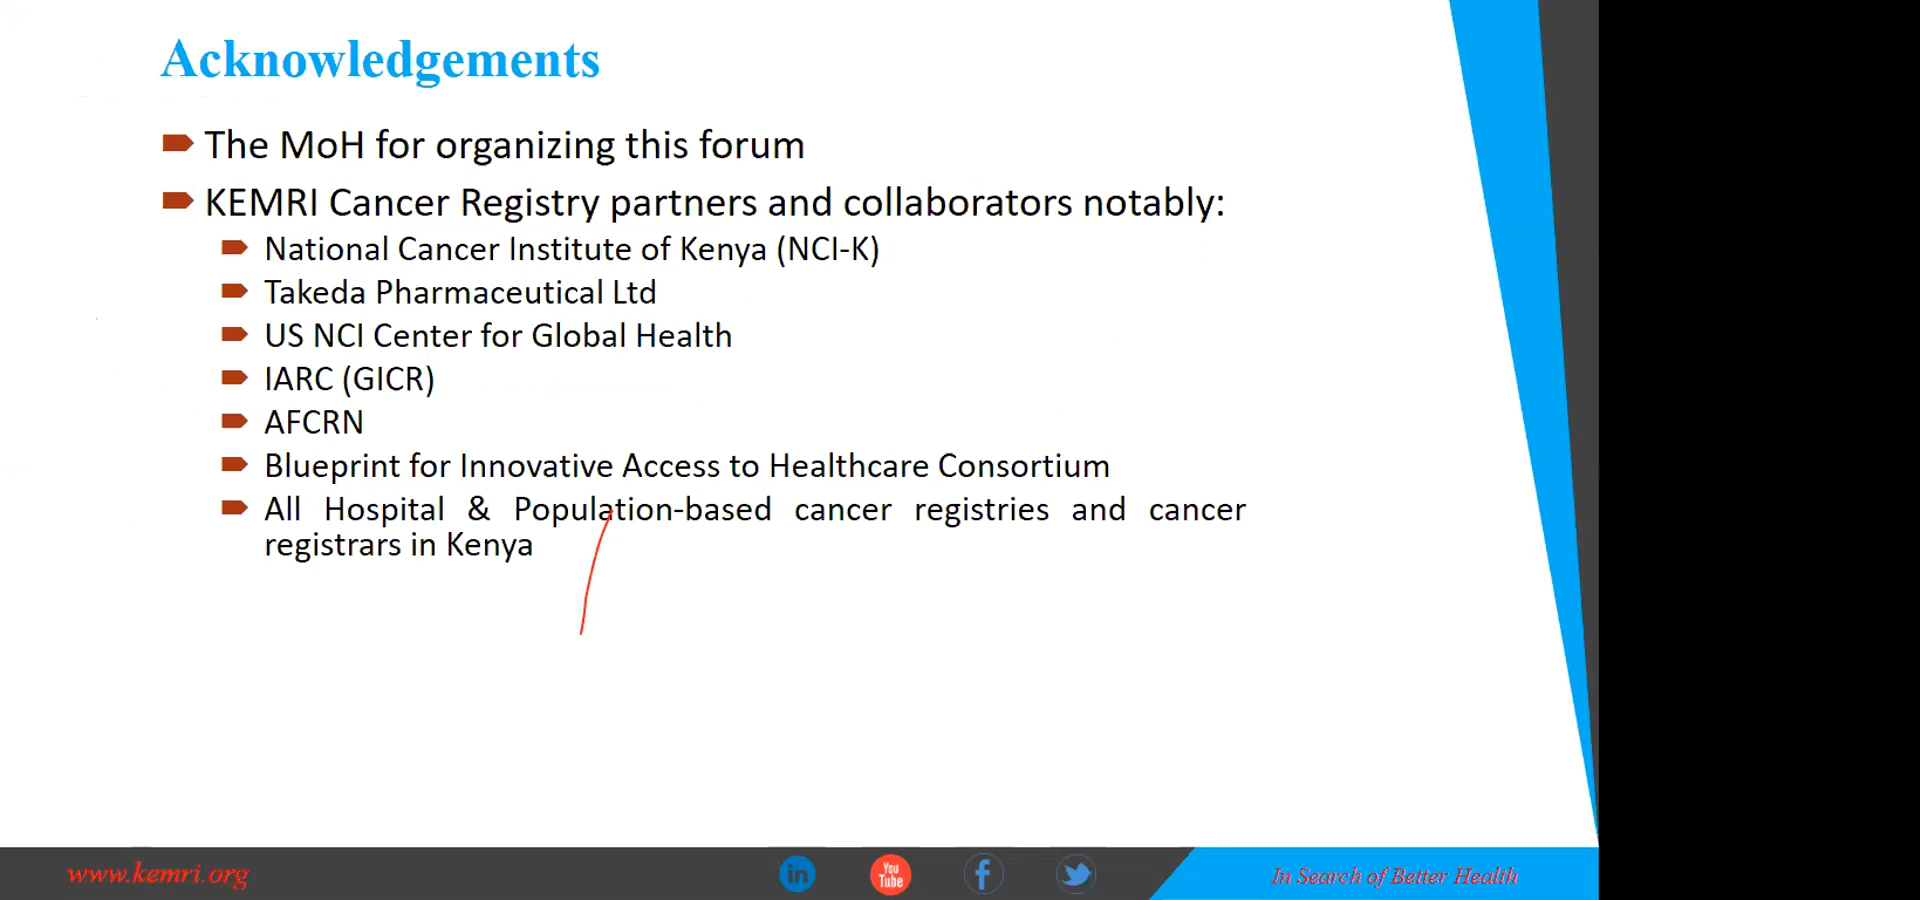 Acknowledgements
The MoH for organizing this forum
KEMRI Cancer Registry partners and collaborators notably:
National Cancer Institute of Kenya (NCI-K)
Takeda Pharmaceutical Ltd
US NCI Center for Global Health
IARC (GICR)
AFCRN
Blueprint for Innovative Access to Healthcare Consortium
All Hospital & Population-based cancer registries and cancer
registrars in Kenya
www.kemri.org
in
You
Tube
f
In Search of Better Health